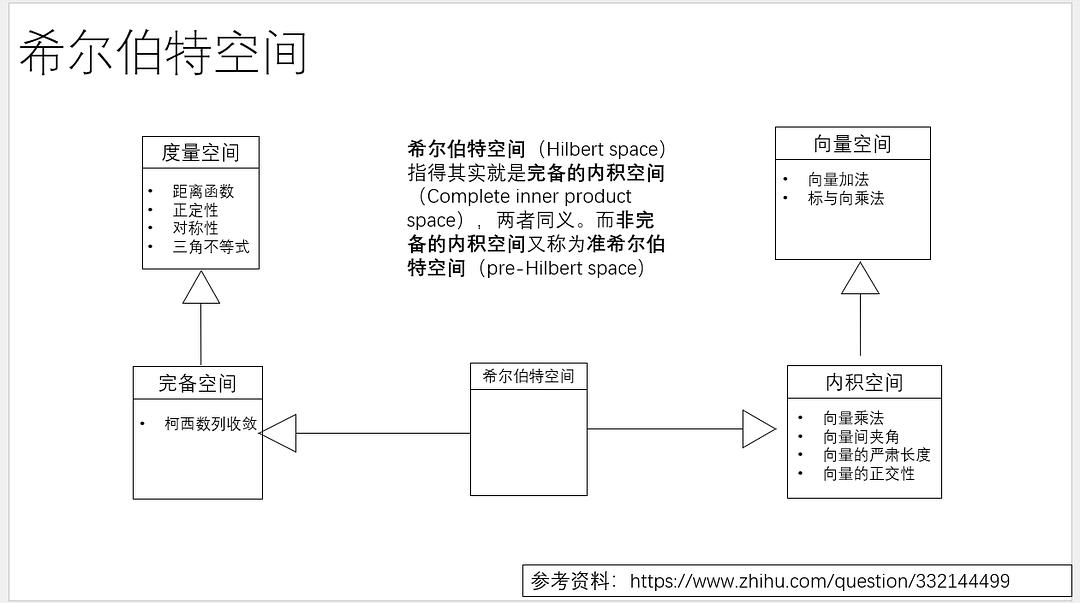 希尔伯特空间
度量空间
• 距离函数
• 正定性
• 对称性
• 三角不等式
希尔伯特空间（Hilbert space）
指得其实就是完备的内积空间
（Complete inner product
space），两者同义。而非完
备的内积空间又称为准希尔伯
特空间（pre-Hilbert space）
向量空间
• 向量加法
• 标与向乘法
完备空间
• 柯西数列收敛
希尔伯特空间
内积空间
• 向量乘法
• 向量间夹角
• 向量的严肃长度
• 向量的正交性
参考资料：https://www.zhihu.com/question/332144499